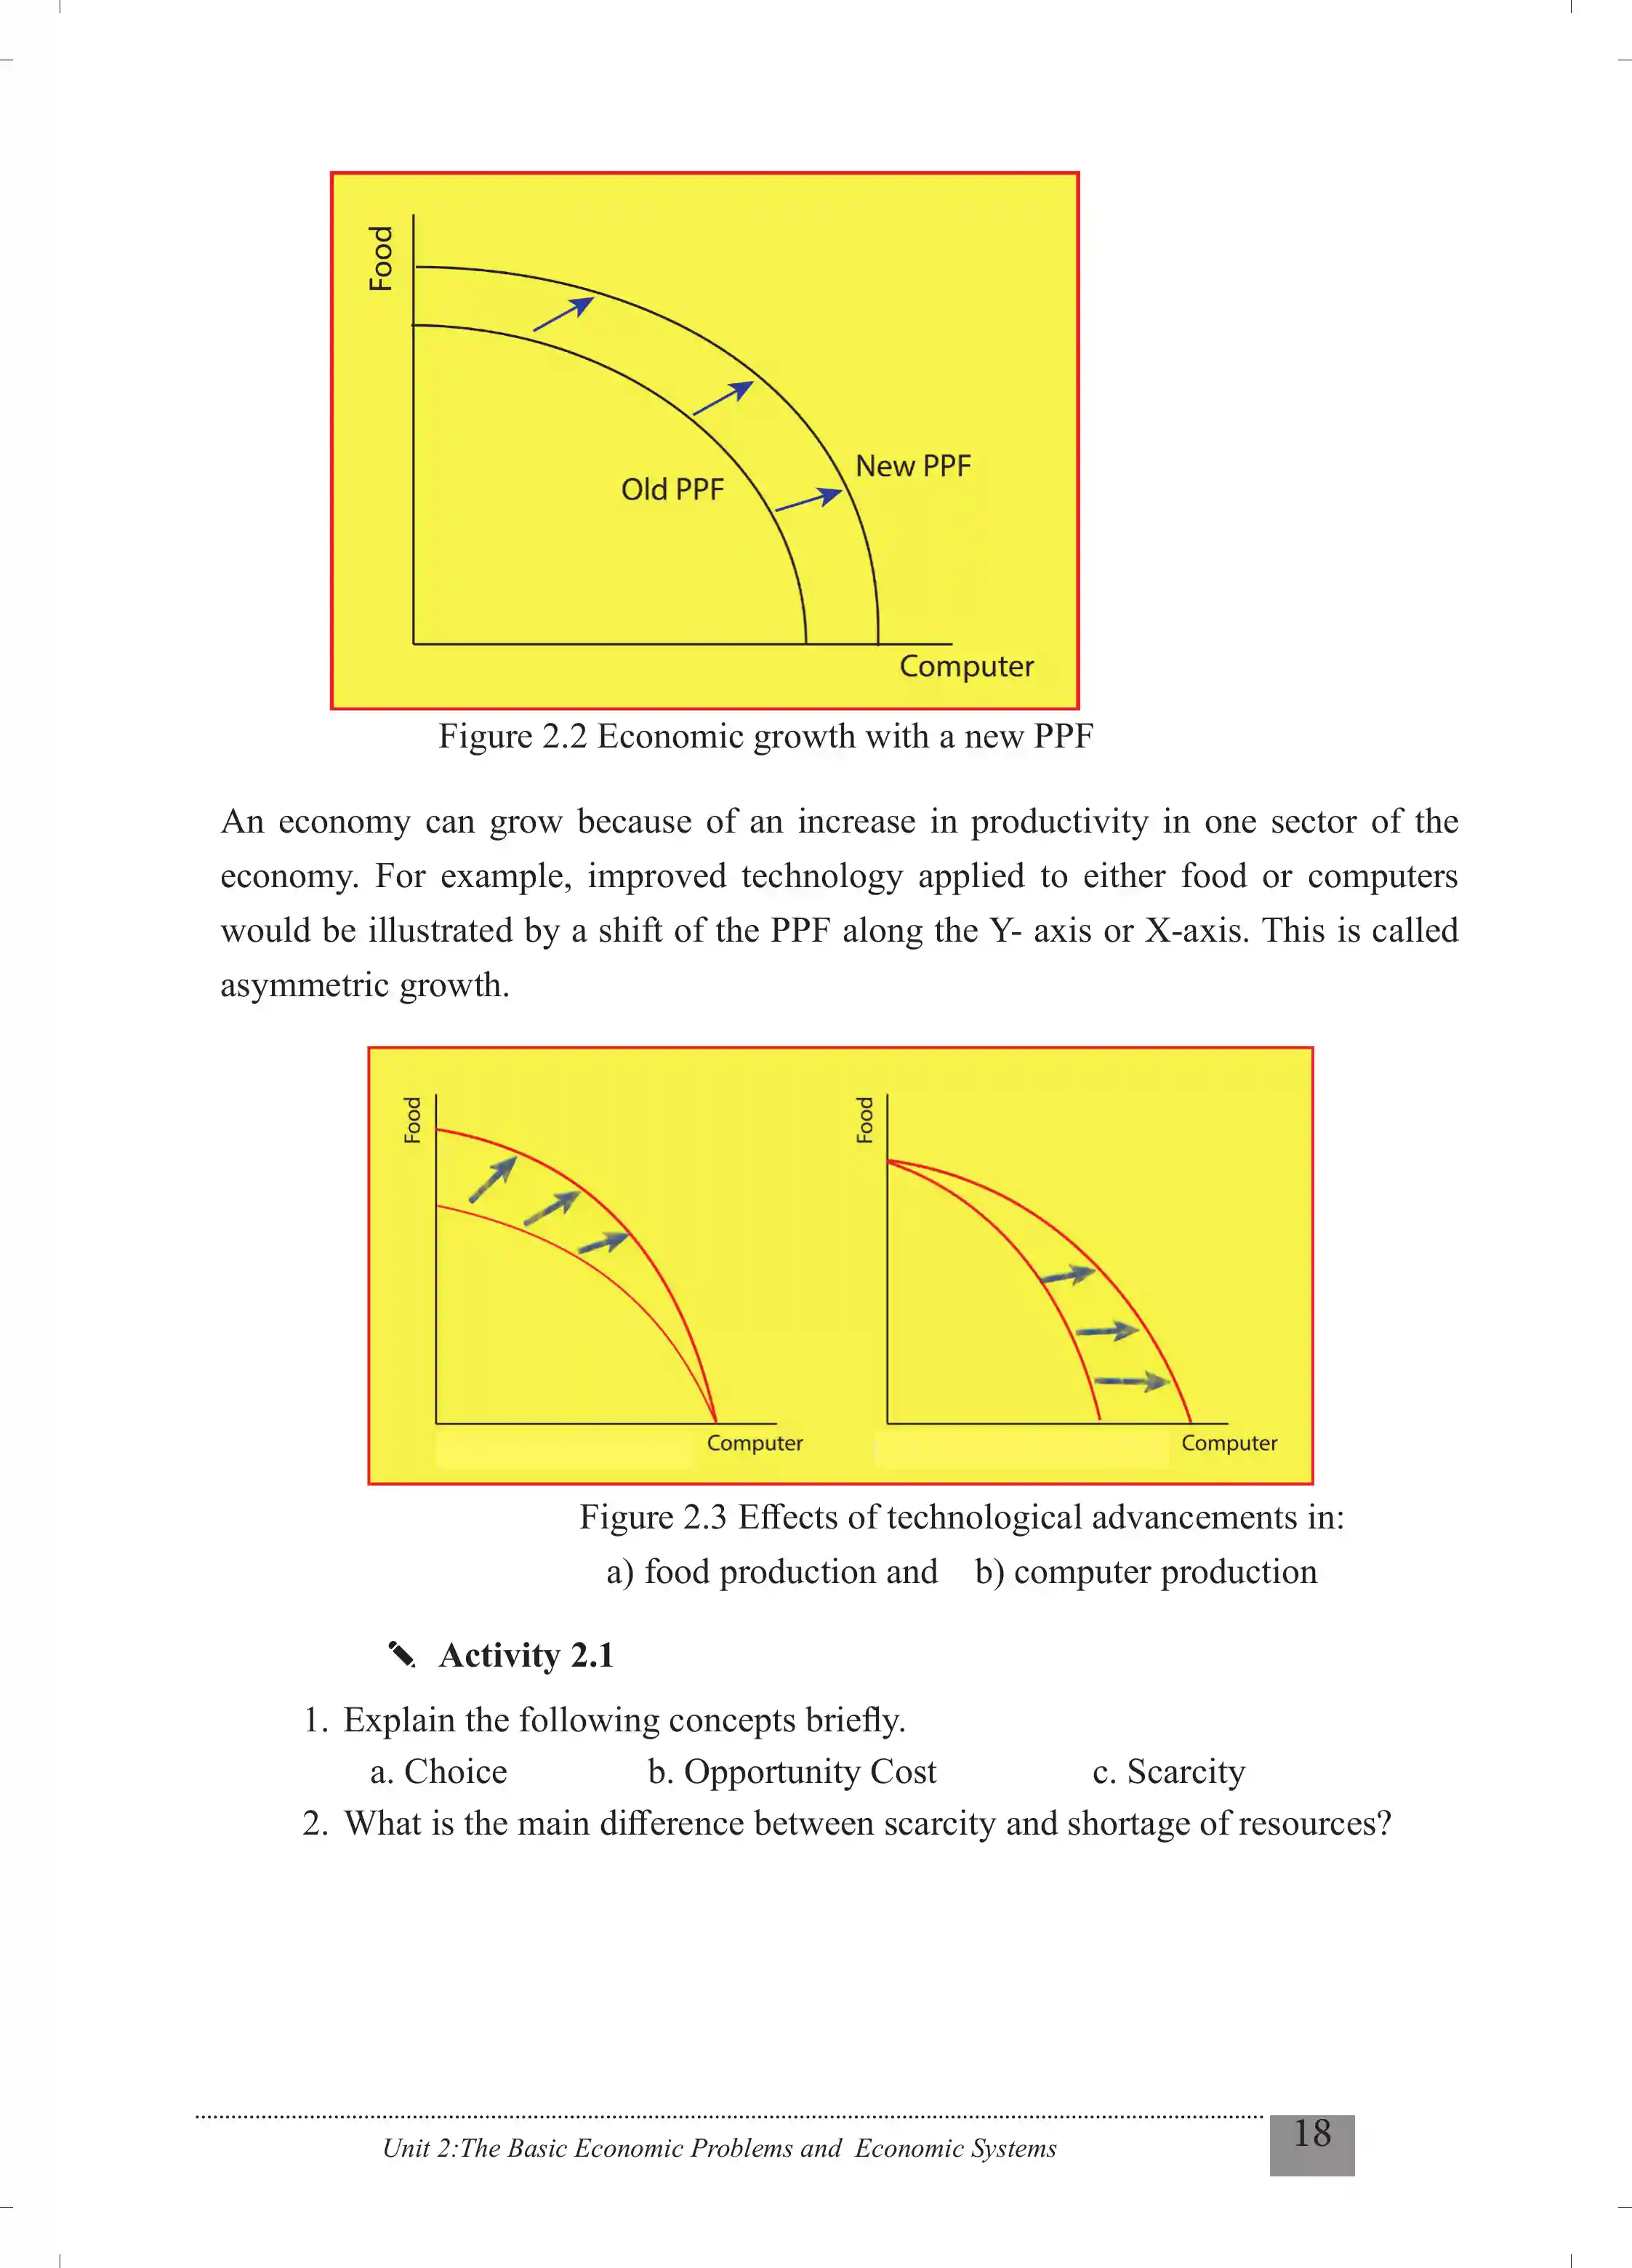 Food
New PPF
Old PPF
Computer
Figure 2.2 Economic growth with a new PPF
An economy can grow because of an increase in productivity in one sector of the
economy. For example, improved technology applied to either food or computers
would be illustrated by a shift of the PPF along the Y- axis or X-axis. This is called
asymmetric growth.
Food
Food
Computer
Computer
Figure 2.3 Effects of technological advancements in:
a) food production and b) computer production
Activity 2.1
1. Explain the following concepts briefly.
a. Choice b. Opportunity Cost c. Scarcity
2. What is the main difference between scarcity and shortage of resources?
Unit 2:The Basic Economic Problems and Economic Systems
18